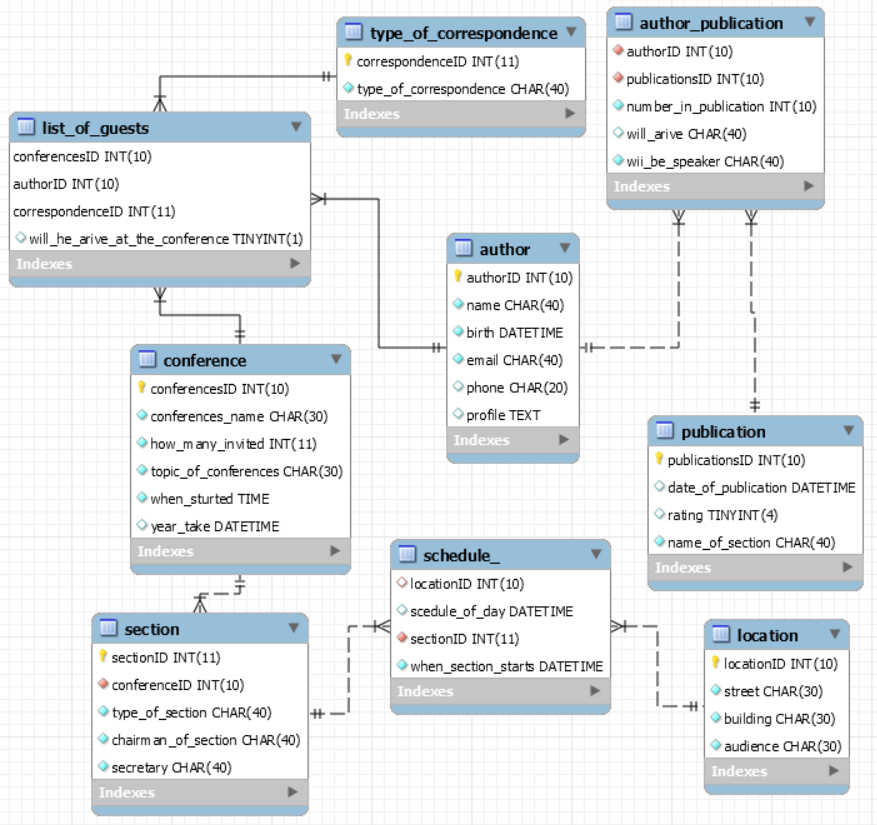 type_of_correspondence
correspondenceID INT(11)
type_of_correspondence CHAR(40)
Indexes
author_publication
authorID INT(10)
publicationsID INT(10)
number_in_publication INT(10)
will_arive CHAR(40)
wii_be_speaker CHAR(40)
Indexes
list_of_guests
conferencesID INT(10)
authorID INT(10)
correspondenceID INT(11)
will_he_arive_at_the_conference TINYINT(1)
Indexes
author
authorID INT(10)
name CHAR(40)
birth DATETIME
email CHAR(40)
phone CHAR(20)
profile TEXT
Indexes
conference
conferencesID INT(10)
conferences_name CHAR(30)
how_many_invited INT(11)
topic_of_conferences CHAR(30)
when_sturted TIME
year_take DATETIME
Indexes
publication
publicationsID INT(10)
date_of_publication DATETIME
rating TINYINT(4)
name_of_section CHAR(40)
Indexes
schedule_
locationID INT(10)
scedule_of_day DATETIME
sectionID INT(11)
when_section_starts DATETIME
Indexes
section
sectionID INT(11)
conferenceID INT(10)
type_of_section CHAR(40)
chairman_of_section CHAR(40)
secretary CHAR(40)
Indexes
location
locationID INT(10)
street CHAR(30)
building CHAR(30)
audience CHAR(30)
Indexes